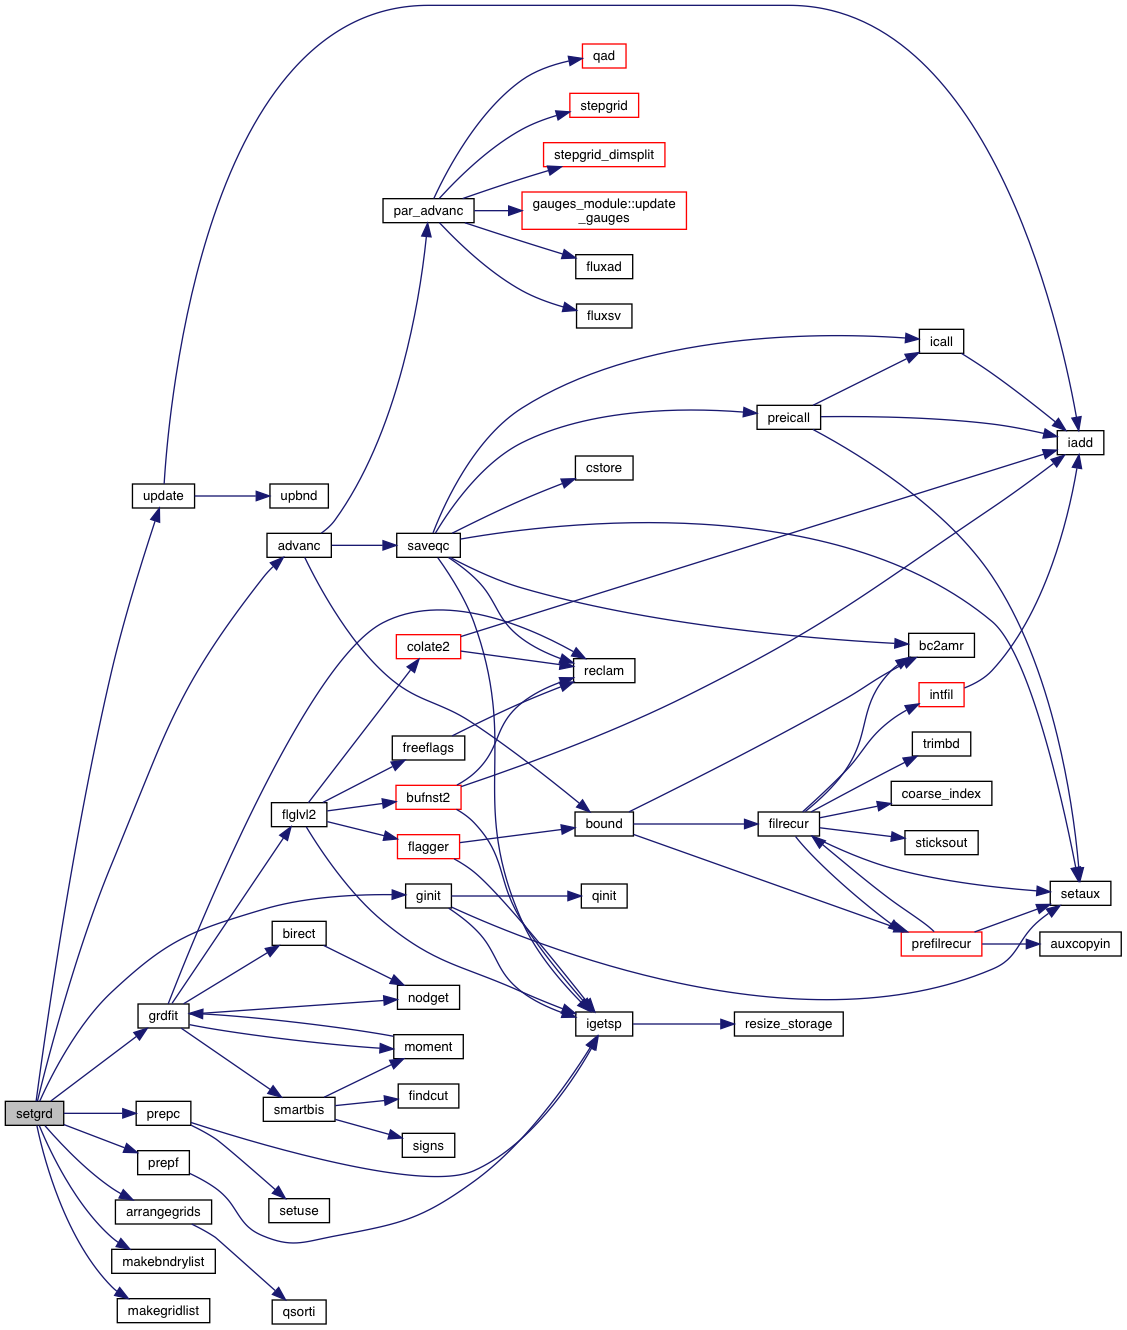 qad
stepgrid
stepgrid_dimsplit
par_advanc
gauges_module::update
_gauges
fluxad
fluxsv
icall
preicall
iadd
cstore
update
upbnd
advanc
saveqc
colate2
bc2amr
reclam
intfil
freeflags
trimbd
bufnst2
coarse_index
flglvl2
bound
filrecur
flagger
sticksout
ginit
qinit
setaux
birect
prefilrecur
auxcopyin
nodget
grdfit
igetsp
resize_storage
moment
findcut
smartbis
setgrd
prepc
signs
prepf
arrangegrids
setuse
makebndrylist
makegridlist
qsorti